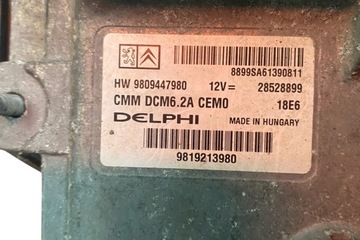 8899SA61390811
HW 9809447980 12V= 28528899
CMM DCM6.2A CEM0 18E6
DELPHI MADE IN HUNGARY
9819213980